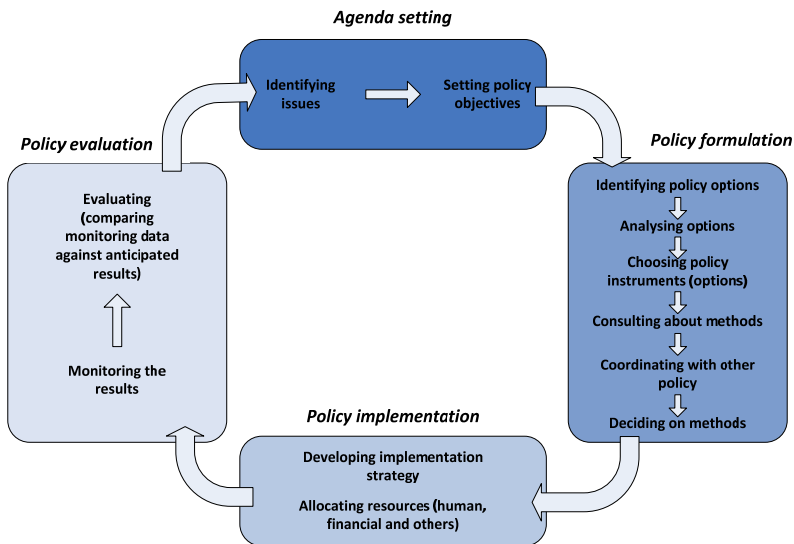 Agenda setting
Identifying
issues
Setting policy
objectives
Policy formulation
Identifying policy options
Analysing options
Choosing policy
instruments (options)
Consulting about methods
Coordinating with other
policy
Deciding on methods
Policy implementation
Developing implementation
strategy
Allocating resources (human,
financial and others)
Policy evaluation
Evaluating
(comparing
monitoring data
against anticipated
results)
Monitoring the
results